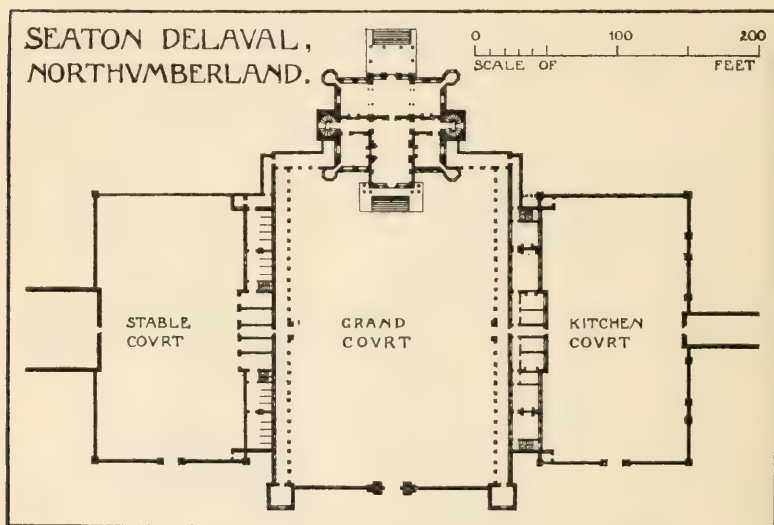 SEATON DELAVAL,
NORTHVMBERLAND.
0 100 200
SCALE OF FEET
STABLE
COVRT
GRAND
COVRT
KITCHEN
COVRT